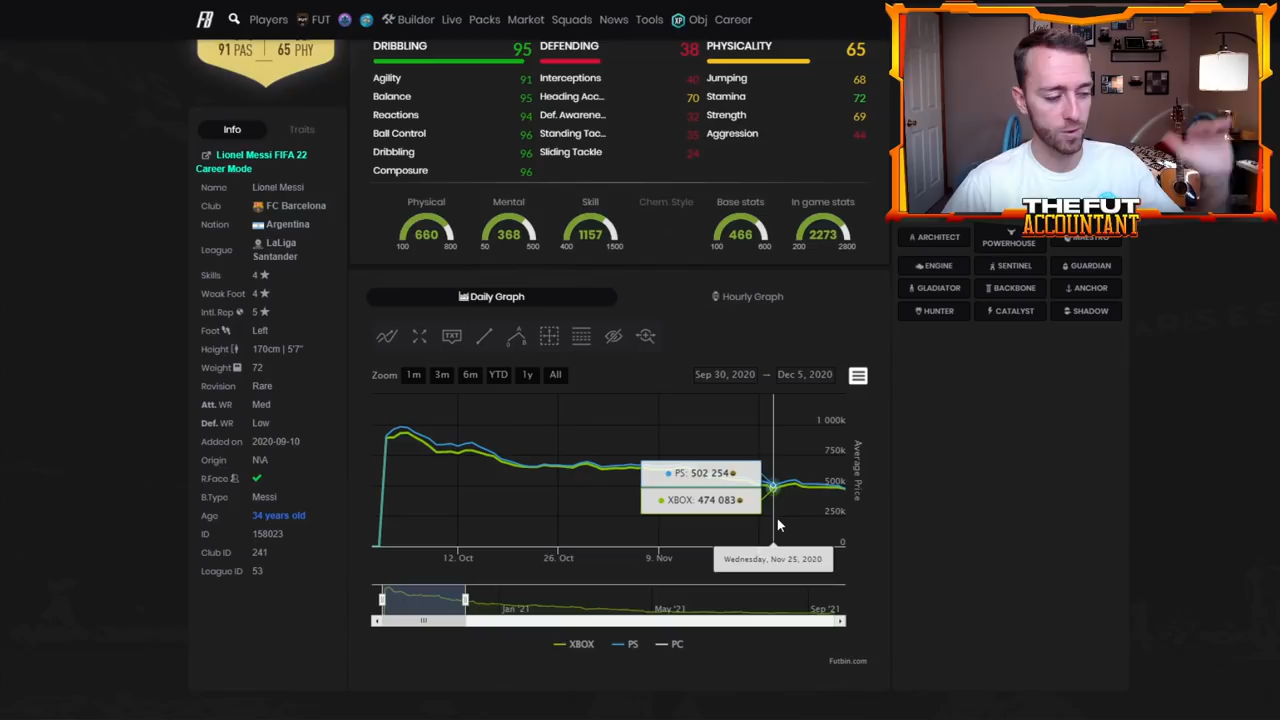 FB Players FUT Builder Live Packs Market Squads News Tools XP Obj Career
91 PAS 65 PHY
DRIBBLING 95 DEFENDING 38 PHYSICALITY 65
Agility 91 Interceptions 40 Jumping 68
Balance 95 Heading Acc... 70 Stamina 72
Reactions 94 Def. Awarene... 32 Strength 69
Ball Control 96 Standing Tac... 35 Aggression 44
Dribbling 96 Sliding Tackle 24
Composure 96
Info Traits
Lionel Messi FIFA 22
Career Mode
Name Lionel Messi
Club FC Barcelona
Nation Argentina
League LaLiga
Santander
Skills 4
Weak Foot 4
Intl. Rep 5
Foot Left
Height 170cm | 5'7"
Weight 72
Revision Rare
Att. WR Med
Def. WR Low
Added on 2020-09-10
Origin N\A
R.Face
B.Type Messi
Age 34 years old
ID 158023
Club ID 241
League ID 53
Physical Mental Skill Chem. Style Base stats In game stats
660 368 1157 466 2273
100 800 50 500 400 1500 100 600 200 2800
Daily Graph Hourly Graph
TXT
Zoom 1m 3m 6m YTD 1y All Sep 30, 2020 → Dec 5, 2020
1 000k
750k
500k
250k
0
Average Price
PS: 502 254
XBOX: 474 083
12. Oct 26. Oct 9. Nov
Wednesday, Nov 25, 2020
Jan '21 May '21 Sep '21
XBOX PS PC
Futbin.com
THE FUT
ACCOUNTANT
ARCHITECT POWERHOUSE MAESTRO
ENGINE SENTINEL GUARDIAN
GLADIATOR BACKBONE ANCHOR
HUNTER CATALYST SHADOW